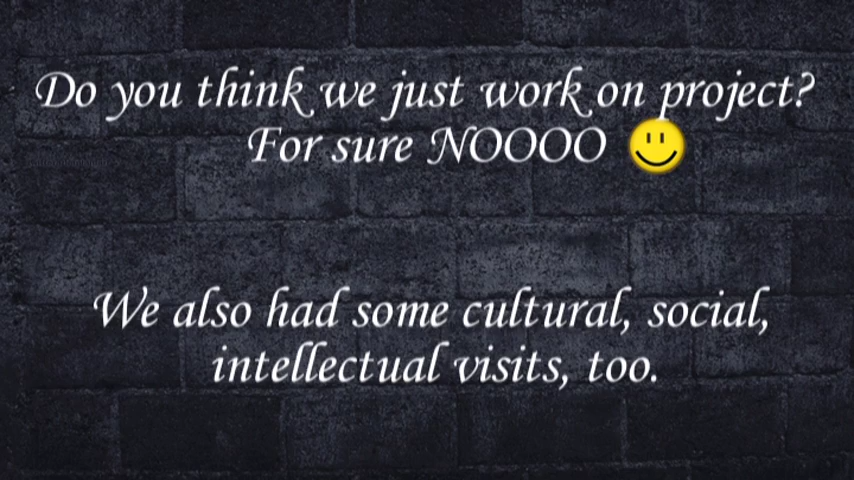 Do you think we just work on project?
For sure NOOOO
We also had some cultural, social,
intellectual visits, too.